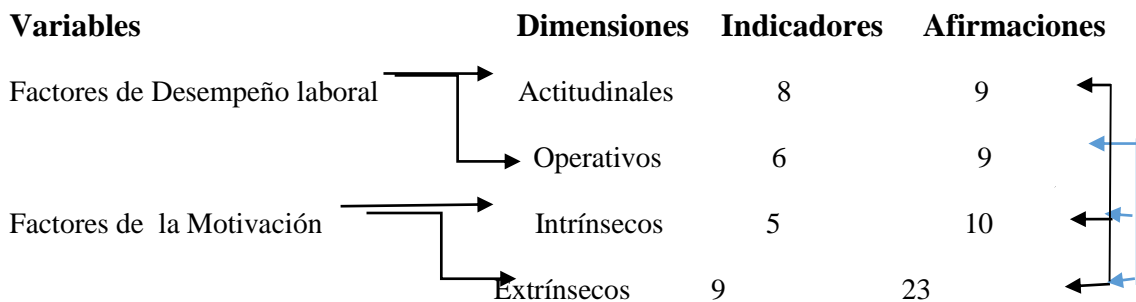 Variables Dimensiones Indicadores Afirmaciones
Factores de Desempeño laboral Actitudinales 8 9
Operativos 6 9
Factores de la Motivación Intrínsecos 5 10
Extrínsecos 9 23